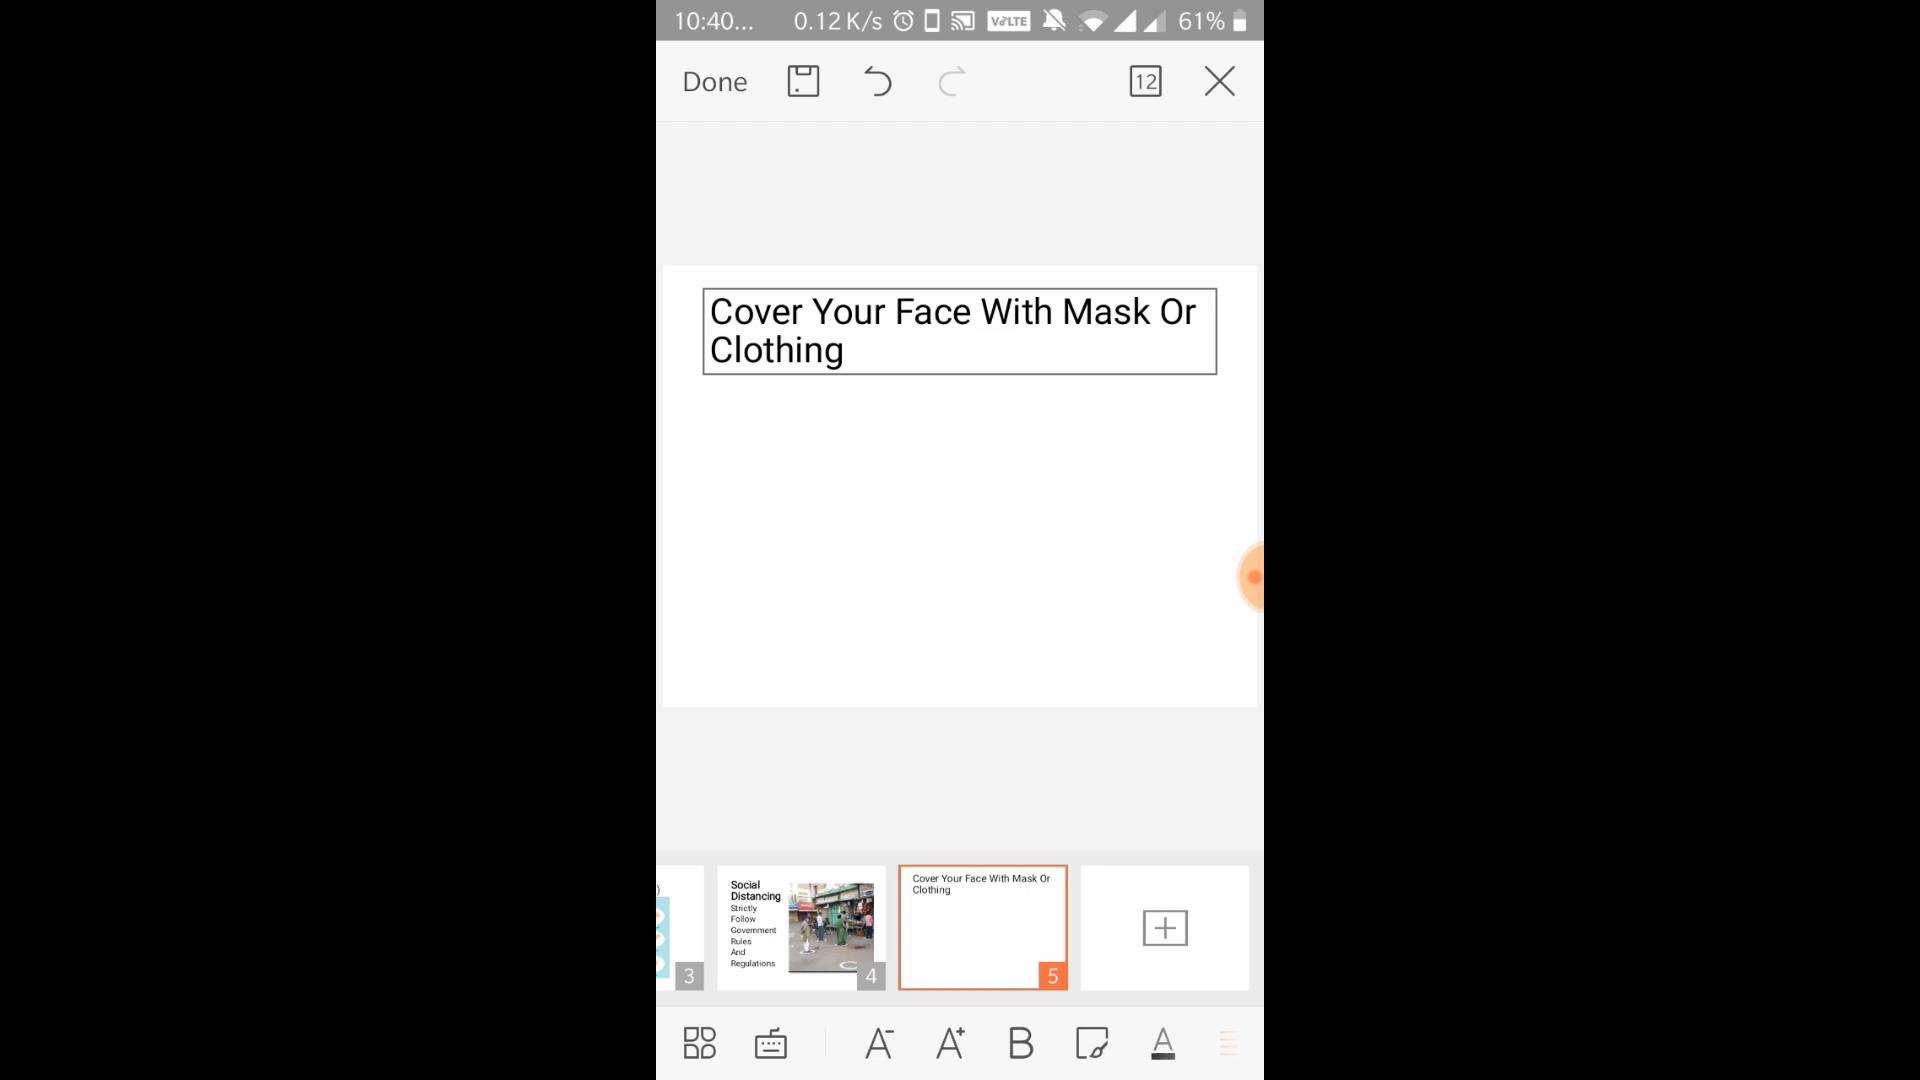 10:40... 0.12 K/s VoLTE 61%
Done 12
Cover Your Face With Mask Or
Clothing
)
3
Social
Distancing
Strictly
Follow
Government
Rules
And
Regulations
4
Cover Your Face With Mask Or
Clothing
5
A- A+ B A